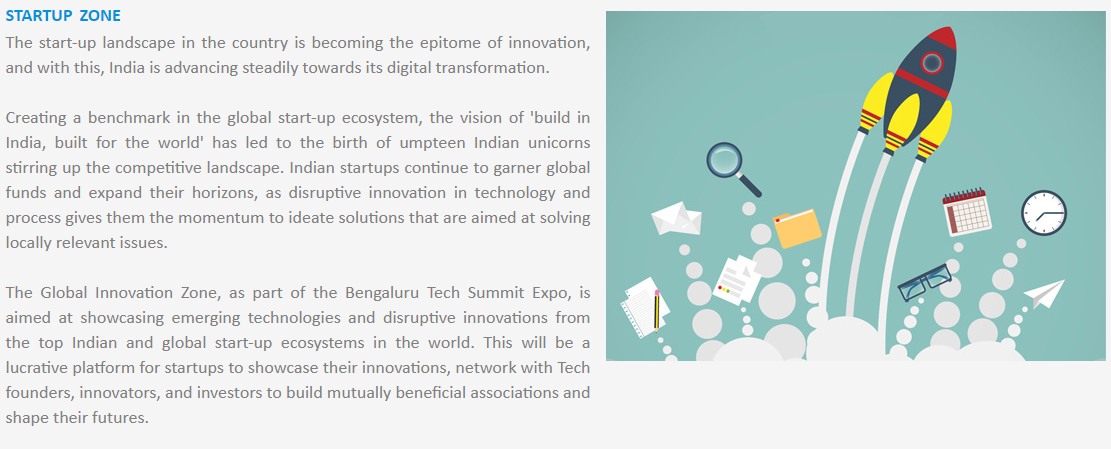 STARTUP ZONE
The start-up landscape in the country is becoming the epitome of innovation,
and with this, India is advancing steadily towards its digital transformation.
Creating a benchmark in the global start-up ecosystem, the vision of 'build in
India, built for the world' has led to the birth of umpteen Indian unicorns
stirring up the competitive landscape. Indian startups continue to garner global
funds and expand their horizons, as disruptive innovation in technology and
process gives them the momentum to ideate solutions that are aimed at solving
locally relevant issues.
The Global Innovation Zone, as part of the Bengaluru Tech Summit Expo, is
aimed at showcasing emerging technologies and disruptive innovations from
the top Indian and global start-up ecosystems in the world. This will be a
lucrative platform for startups to showcase their innovations, network with Tech
founders, innovators, and investors to build mutually beneficial associations and
shape their futures.